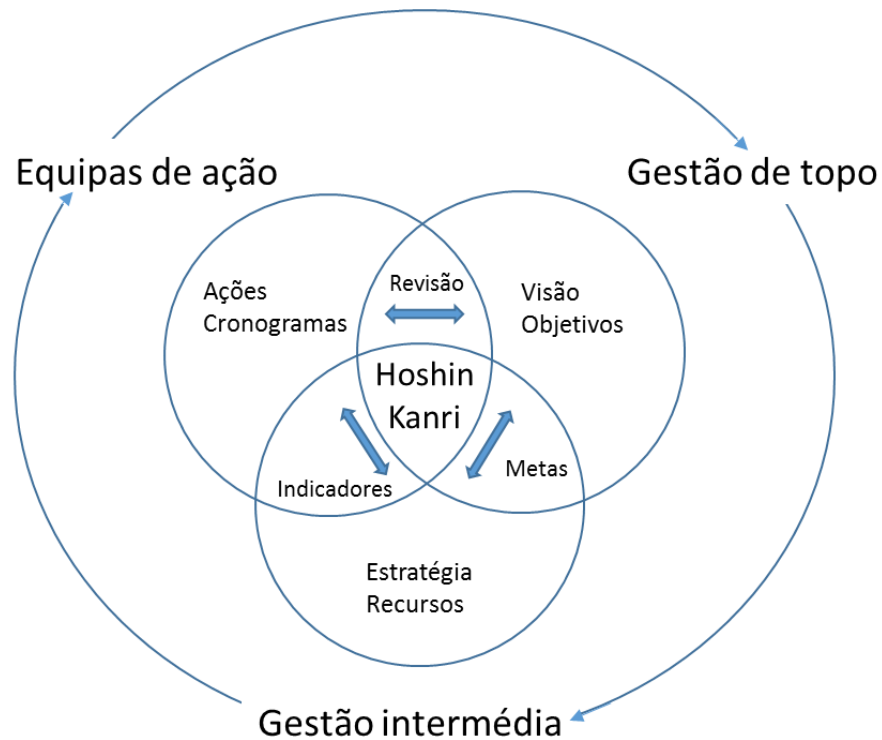 Equipas de ação
Gestão de topo
Revisão
Ações
Cronogramas
Visão
Objetivos
Hoshin
Kanri
Indicadores
Metas
Estratégia
Recursos
Gestão intermédia